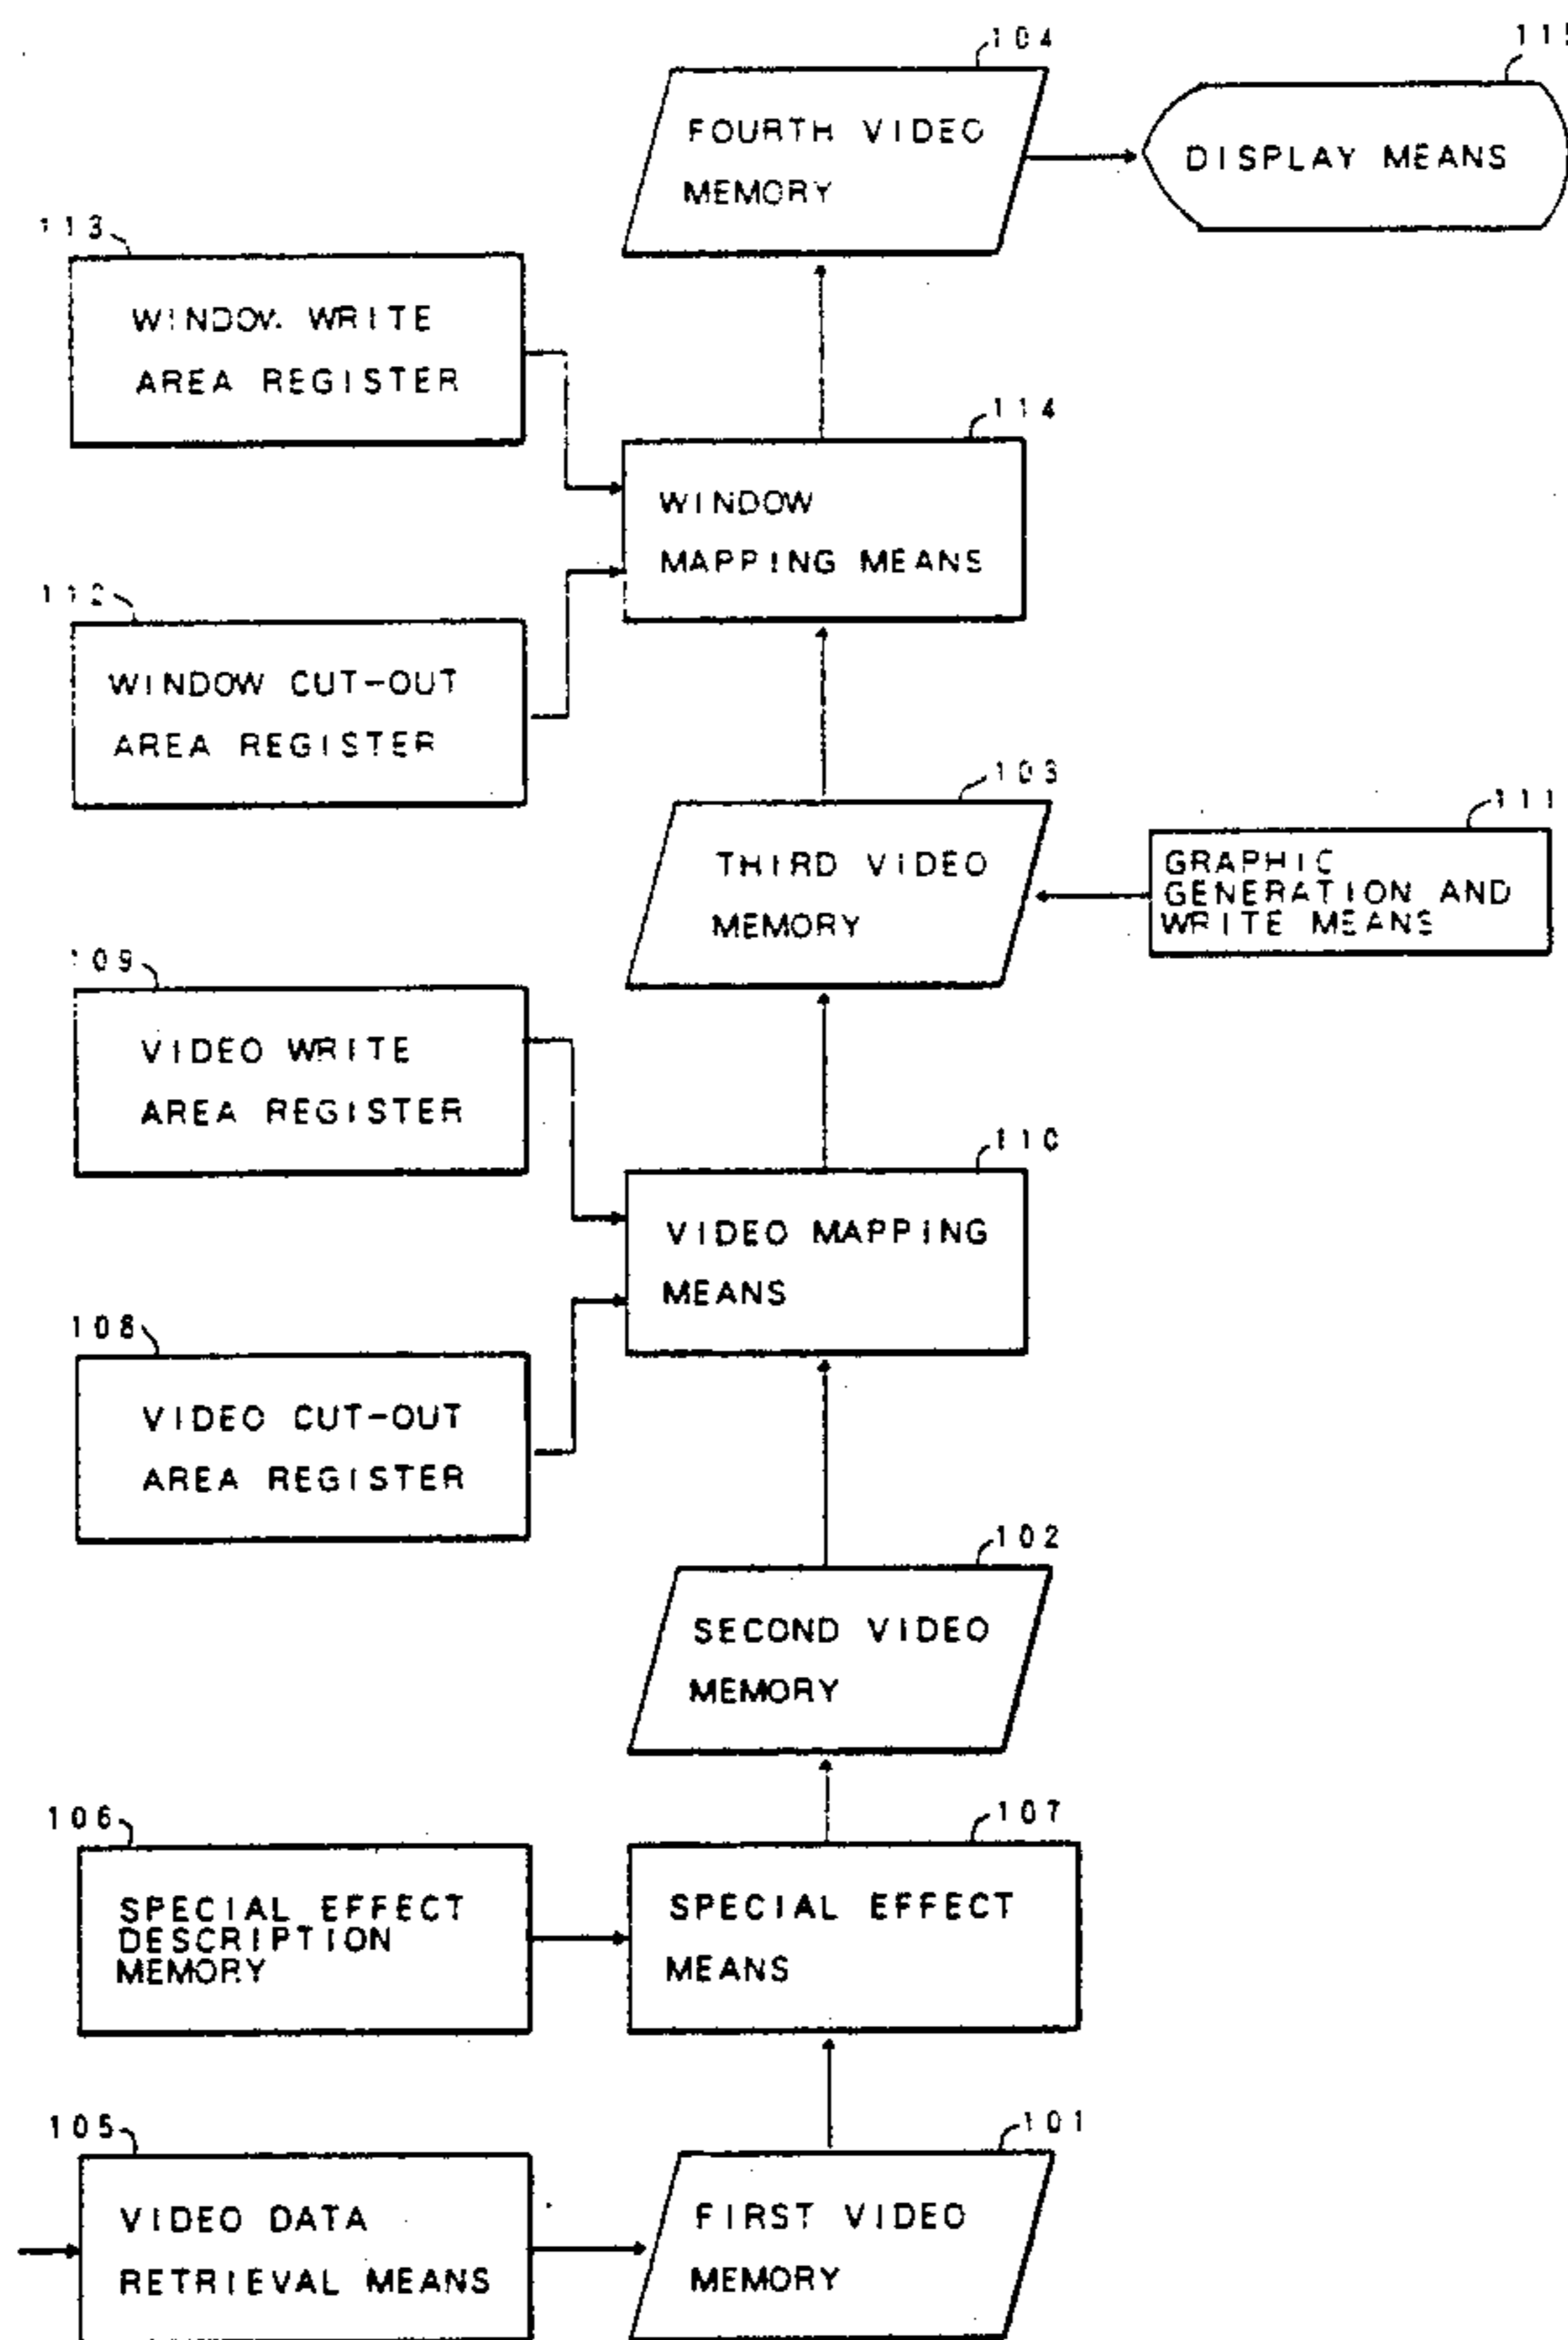 104
FOURTH VIDEO
MEMORY
DISPLAY MEANS
113
WINDOW WRITE
AREA REGISTER
114
WINDOW
MAPPING MEANS
112
WINDOW CUT-OUT
AREA REGISTER
103
THIRD VIDEO
MEMORY
111
GRAPHIC
GENERATION AND
WRITE MEANS
109
VIDEO WRITE
AREA REGISTER
110
VIDEO MAPPING
MEANS
108
VIDEO CUT-OUT
AREA REGISTER
102
SECOND VIDEO
MEMORY
106
SPECIAL EFFECT
DESCRIPTION
MEMORY
107
SPECIAL EFFECT
MEANS
105
VIDEO DATA
RETRIEVAL MEANS
101
FIRST VIDEO
MEMORY